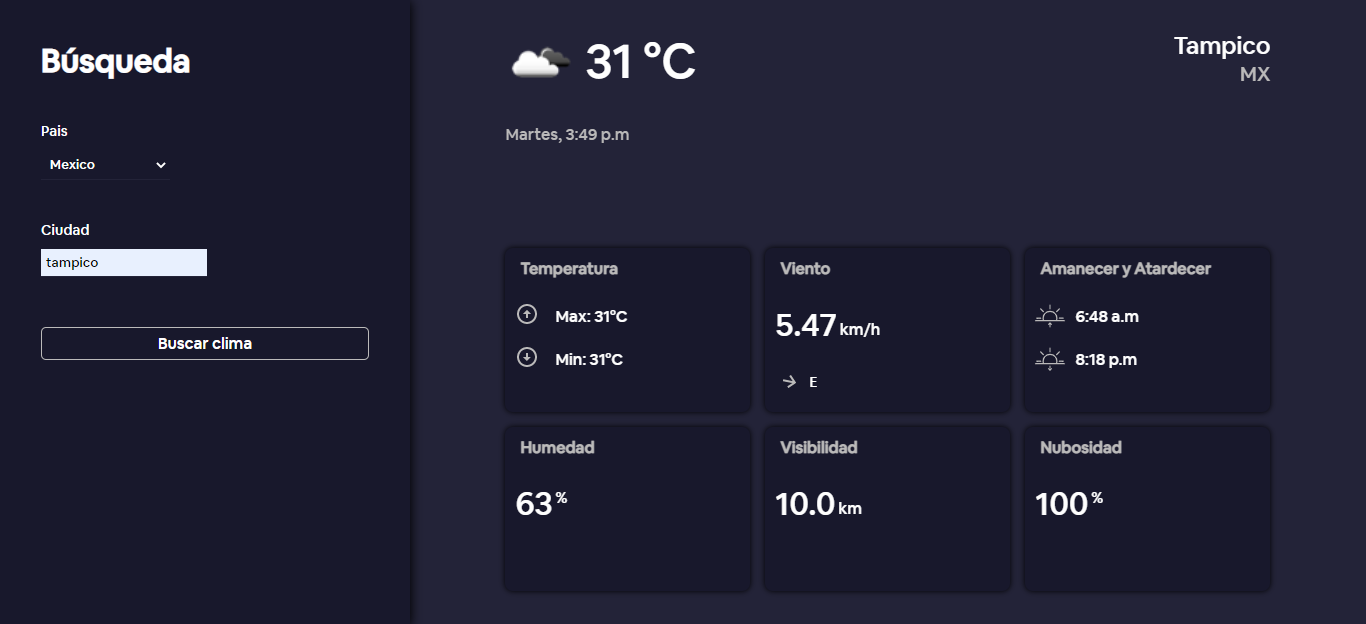 Búsqueda
Pais
Mexico
Ciudad
tampico
Buscar clima
31 °C
Tampico
MX
Martes, 3:49 p.m
Temperatura
Max: 31°C
Min: 31°C
Viento
5.47 km/h
E
Amanecer y Atardecer
6:48 a.m
8:18 p.m
Humedad
63 %
Visibilidad
10.0 km
Nubosidad
100 %